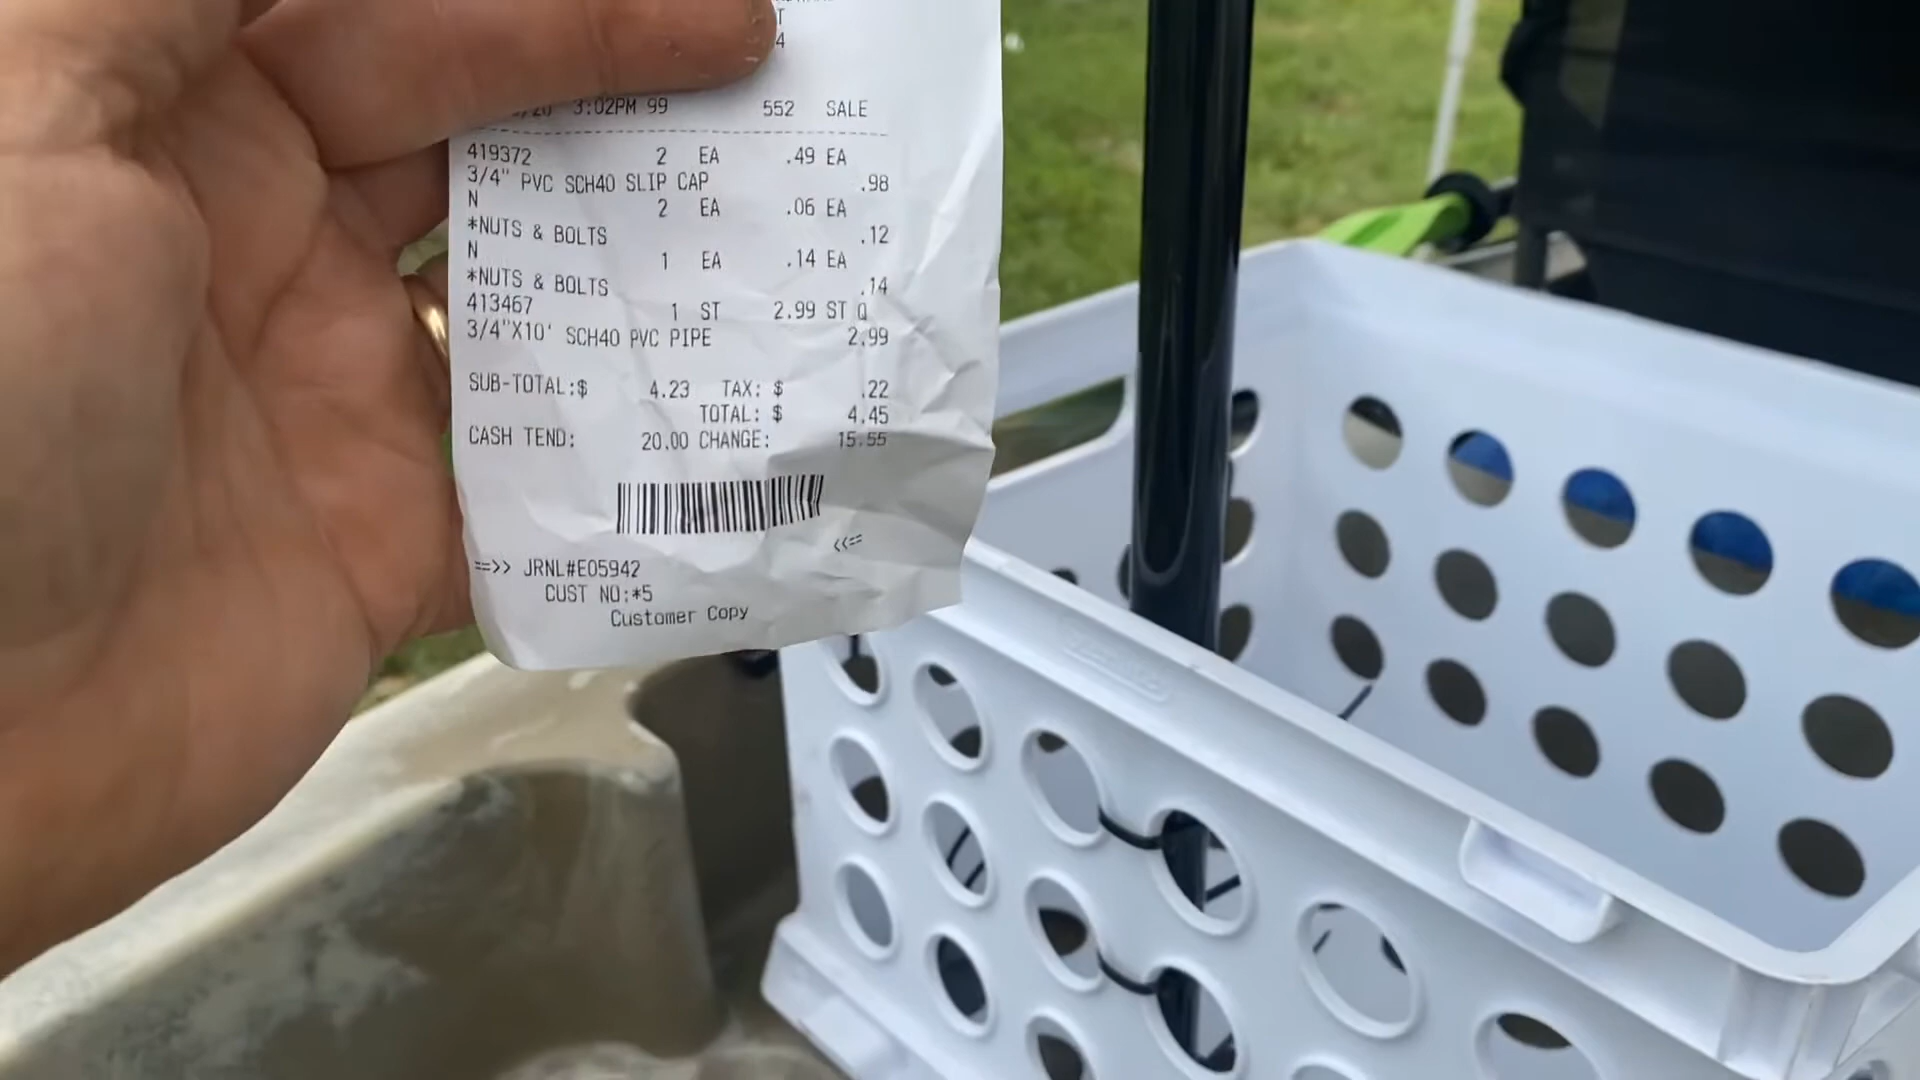 T
4
/20 3:02PM 99 552 SALE
419372 2 EA .49 EA
3/4" PVC SCH40 SLIP CAP .98
N 2 EA .06 EA
*NUTS & BOLTS .12
N 1 EA .14 EA
*NUTS & BOLTS .14
413467 1 ST 2.99 ST Q
3/4"X10' SCH40 PVC PIPE 2.99
SUB-TOTAL:$ 4.23 TAX: $ .22
TOTAL: $ 4.45
CASH TEND: 20.00 CHANGE: 15.55
<<==
==>> JRNL#E05942
CUST NO:*5
Customer Copy